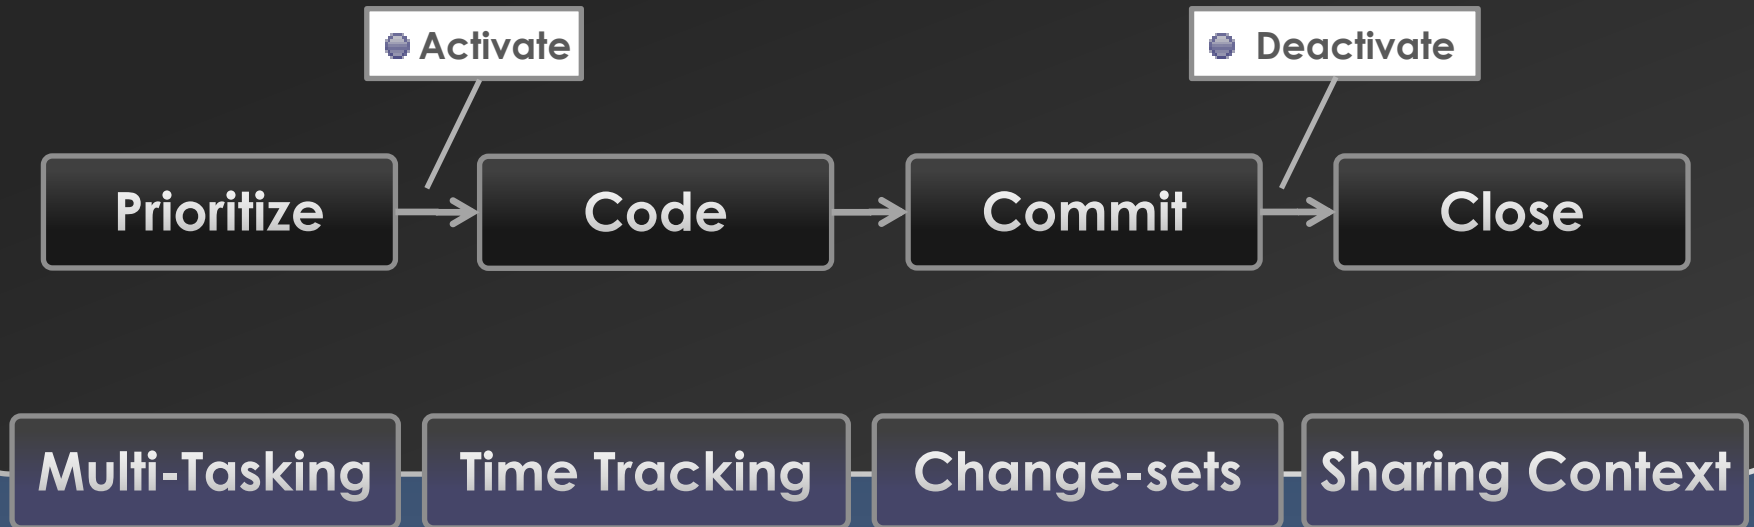 Activate
Deactivate
Prioritize
Code
Commit
Close
Multi-Tasking
Time Tracking
Change-sets
Sharing Context